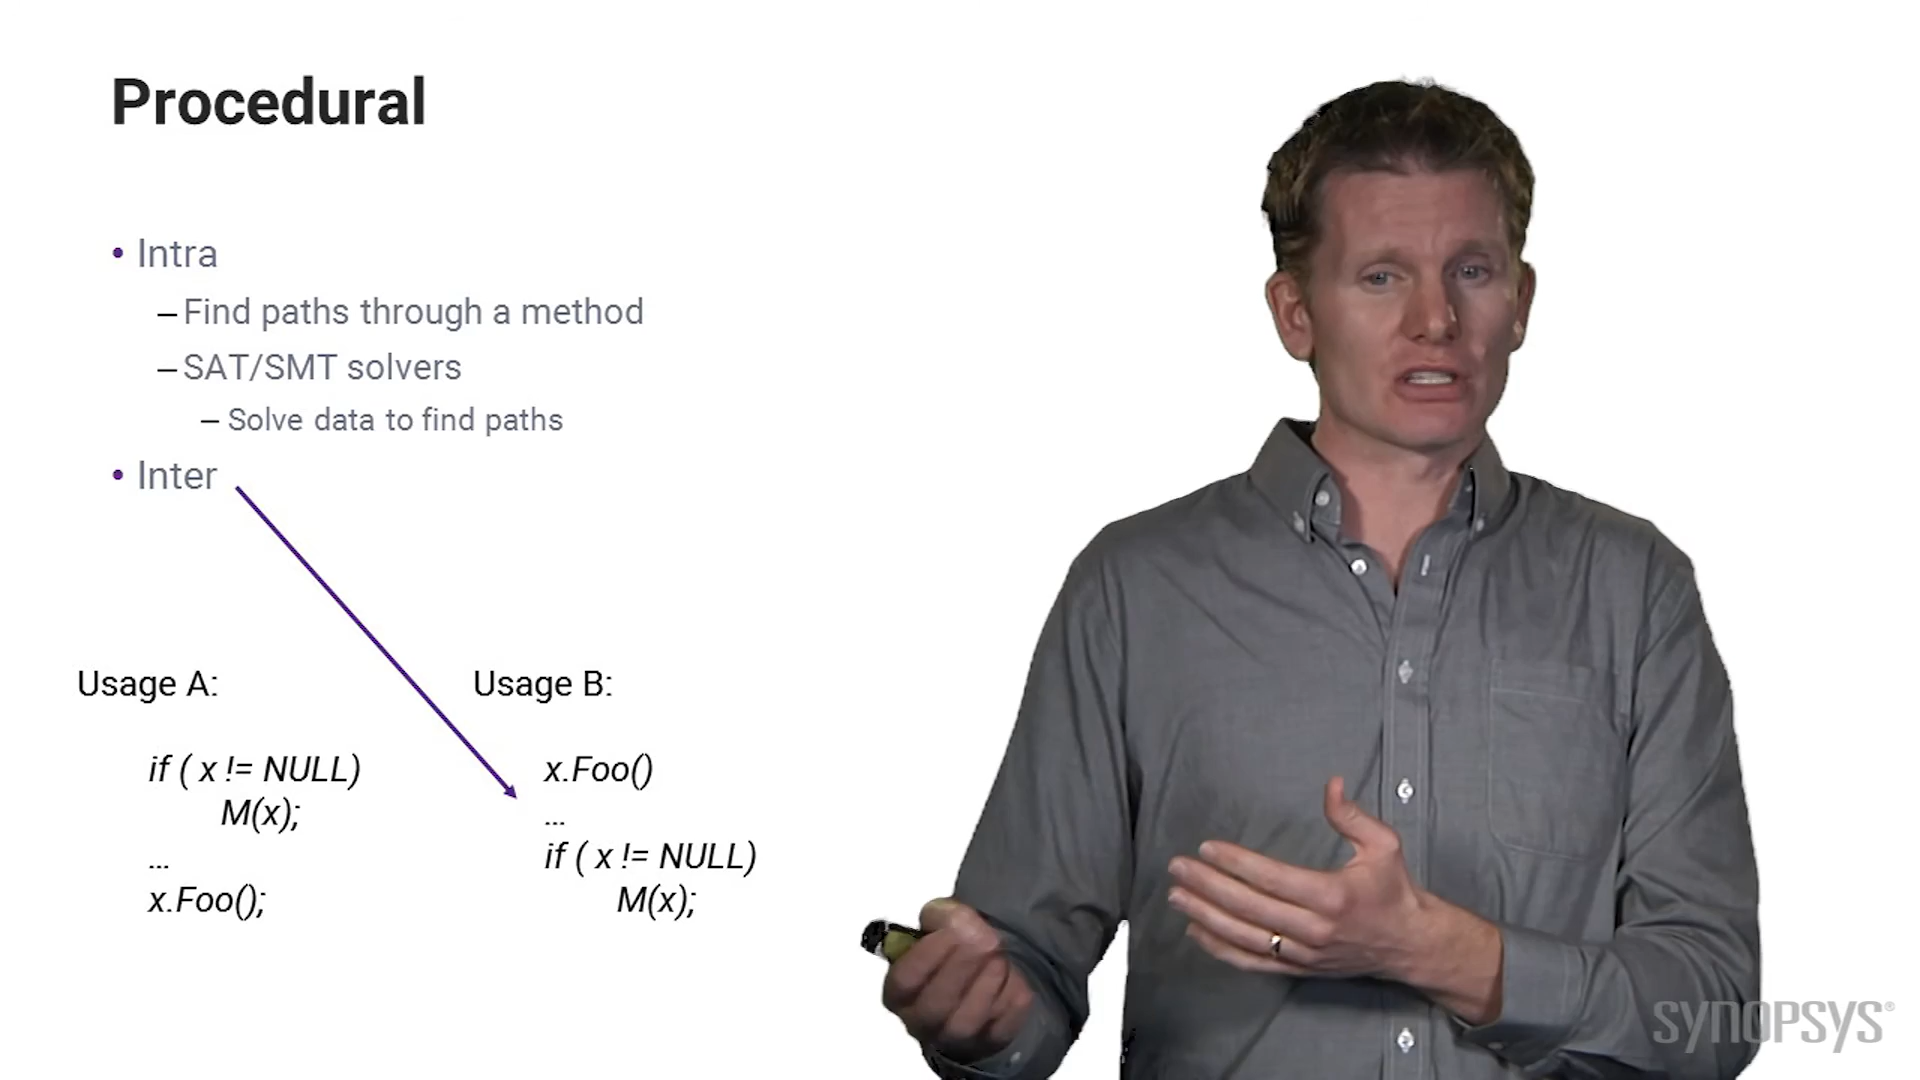 Procedural
• Intra
– Find paths through a method
– SAT/SMT solvers
– Solve data to find paths
• Inter
Usage A:
if ( x != NULL)
M(x);
...
x.Foo();
Usage B:
x.Foo()
...
if ( x != NULL)
M(x);
SYNOPSYS®